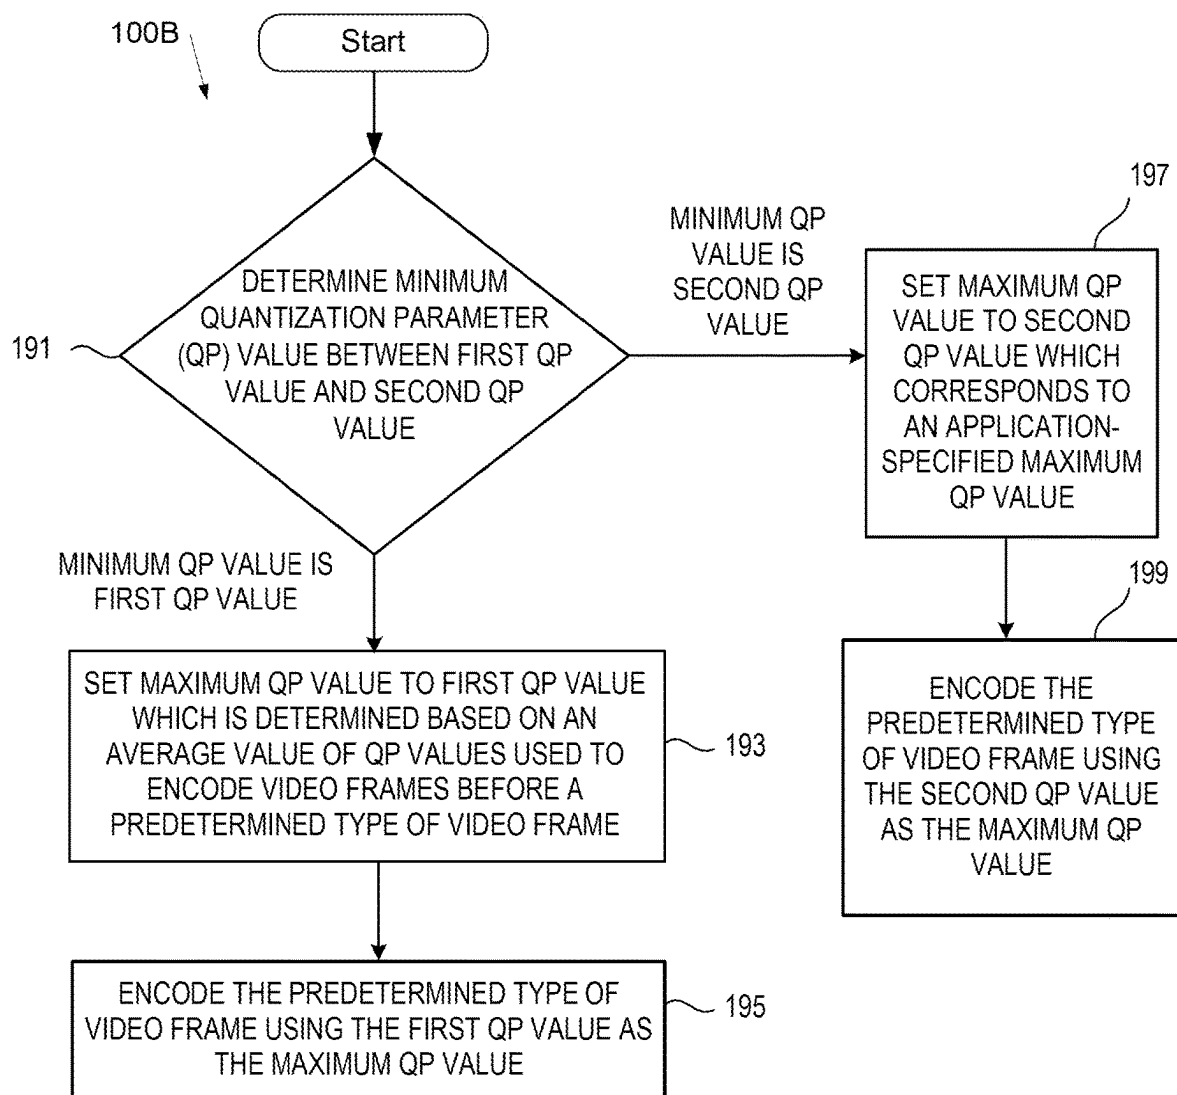 100B
Start
DETERMINE MINIMUM
QUANTIZATION PARAMETER
(QP) VALUE BETWEEN FIRST QP
VALUE AND SECOND QP
VALUE
191
MINIMUM QP
VALUE IS
SECOND QP
VALUE
197
SET MAXIMUM QP
VALUE TO SECOND
QP VALUE WHICH
CORRESPONDS TO
AN APPLICATION-
SPECIFIED MAXIMUM
QP VALUE
MINIMUM QP VALUE IS
FIRST QP VALUE
199
SET MAXIMUM QP VALUE TO FIRST QP VALUE
WHICH IS DETERMINED BASED ON AN
AVERAGE VALUE OF QP VALUES USED TO
ENCODE VIDEO FRAMES BEFORE A
PREDETERMINED TYPE OF VIDEO FRAME
193
ENCODE THE
PREDETERMINED TYPE
OF VIDEO FRAME USING
THE SECOND QP VALUE
AS THE MAXIMUM QP
VALUE
ENCODE THE PREDETERMINED TYPE OF
VIDEO FRAME USING THE FIRST QP VALUE AS
THE MAXIMUM QP VALUE
195